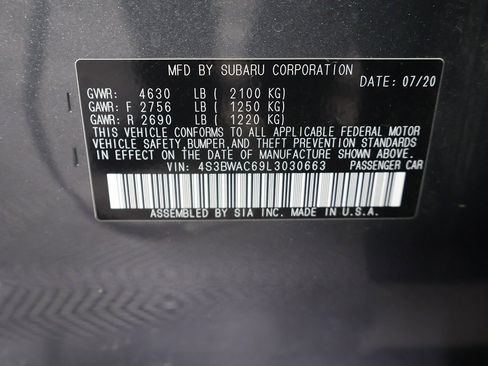 MFD BY SUBARU CORPORATION
DATE: 07/20
GVWR: 4630 LB ( 2100 KG)
GAWR: F 2756 LB ( 1250 KG)
GAWR: R 2690 LB ( 1220 KG)
THIS VEHICLE CONFORMS TO ALL APPLICABLE FEDERAL MOTOR
VEHICLE SAFETY, BUMPER, AND THEFT PREVENTION STANDARDS
IN EFFECT ON THE DATE OF MANUFACTURE SHOWN ABOVE.
VIN: 4S3BWAC69L3030663 PASSENGER CAR
ASSEMBLED BY SIA INC. MADE IN U.S.A.